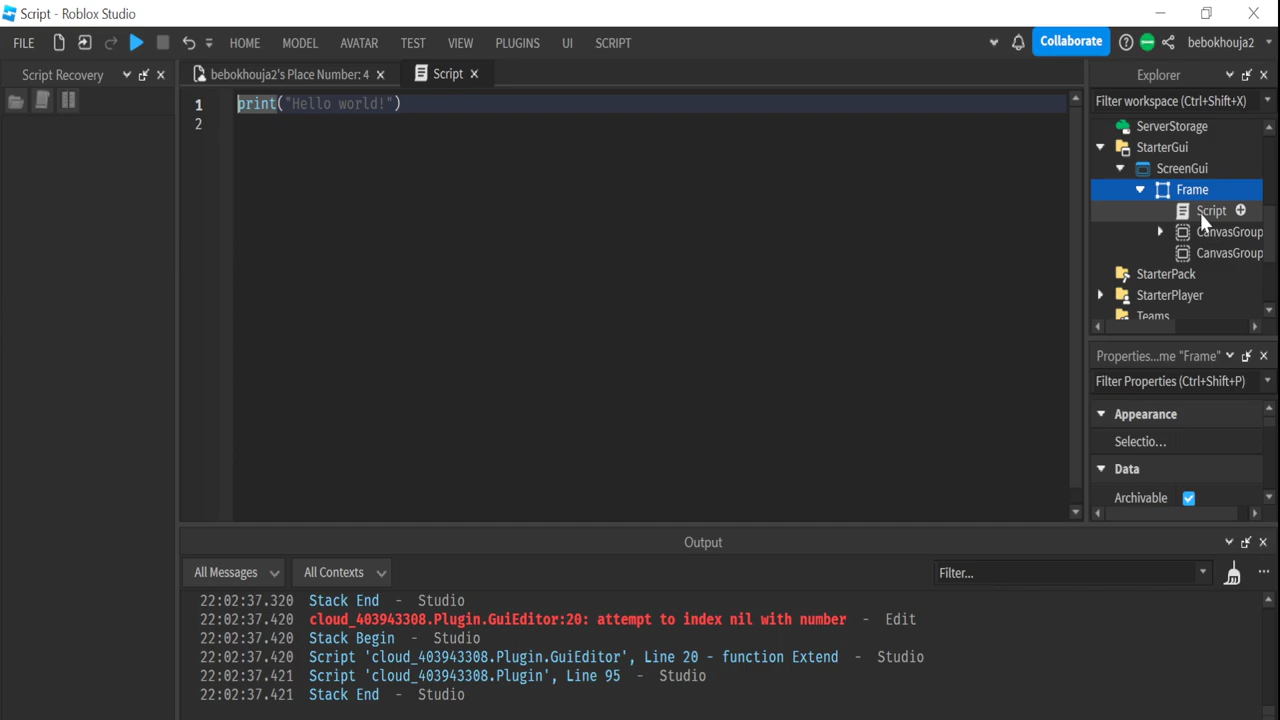 Script - Roblox Studio
FILE HOME MODEL AVATAR TEST VIEW PLUGINS UI SCRIPT Collaborate bebokhouja2
Script Recovery
bebokhouja2's Place Number: 4
Script
Explorer
Filter workspace (Ctrl+Shift+X)
1 print("Hello world!")
2
ServerStorage
StarterGui
ScreenGui
Frame
Script
CanvasGroup
CanvasGroup
StarterPack
StarterPlayer
Teams
Properties...me "Frame"
Filter Properties (Ctrl+Shift+P)
Appearance
Selectio...
Data
Archivable
Output
All Messages All Contexts Filter...
22:02:37.320 Stack End - Studio
22:02:37.420 cloud_403943308.Plugin.GuiEditor:20: attempt to index nil with number - Edit
22:02:37.420 Stack Begin - Studio
22:02:37.420 Script 'cloud_403943308.Plugin.GuiEditor', Line 20 - function Extend - Studio
22:02:37.421 Script 'cloud_403943308.Plugin', Line 95 - Studio
22:02:37.421 Stack End - Studio